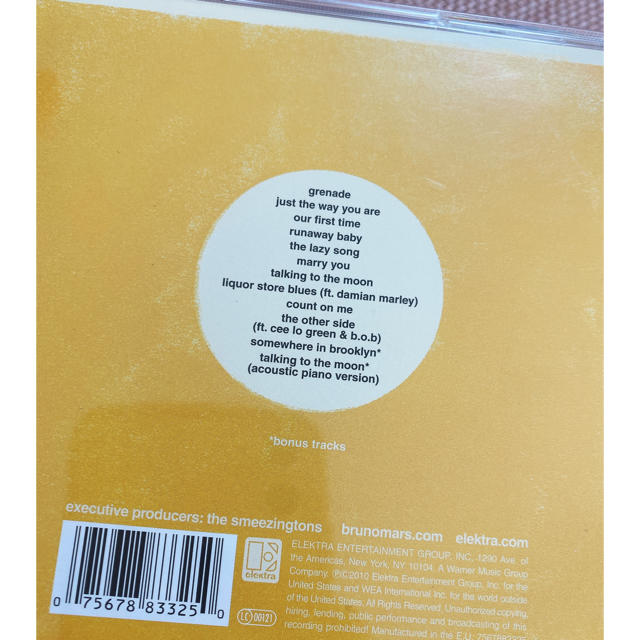 grenade
just the way you are
our first time
runaway baby
the lazy song
marry you
talking to the moon
liquor store blues (ft. damian marley)
count on me
the other side
(ft. cee lo green & b.o.b)
somewhere in brooklyn*
talking to the moon*
(acoustic piano version)
*bonus tracks
executive producers: the smeezingtons brunomars.com elektra.com
ELEKTRA ENTERTAINMENT GROUP, INC., 1290 Ave. of
the Americas, New York, NY 10104. A Warner Music Group
Company. ℗©2010 Elektra Entertainment Group, Inc. for the
United States and WEA International Inc. for the world outside
of the United States. All Rights Reserved. Unauthorized copying,
hiring, lending, public performance and broadcasting of this
recording prohibited! Manufactured in the E.U.
elektra
LC 00121
0 75678 83325 0